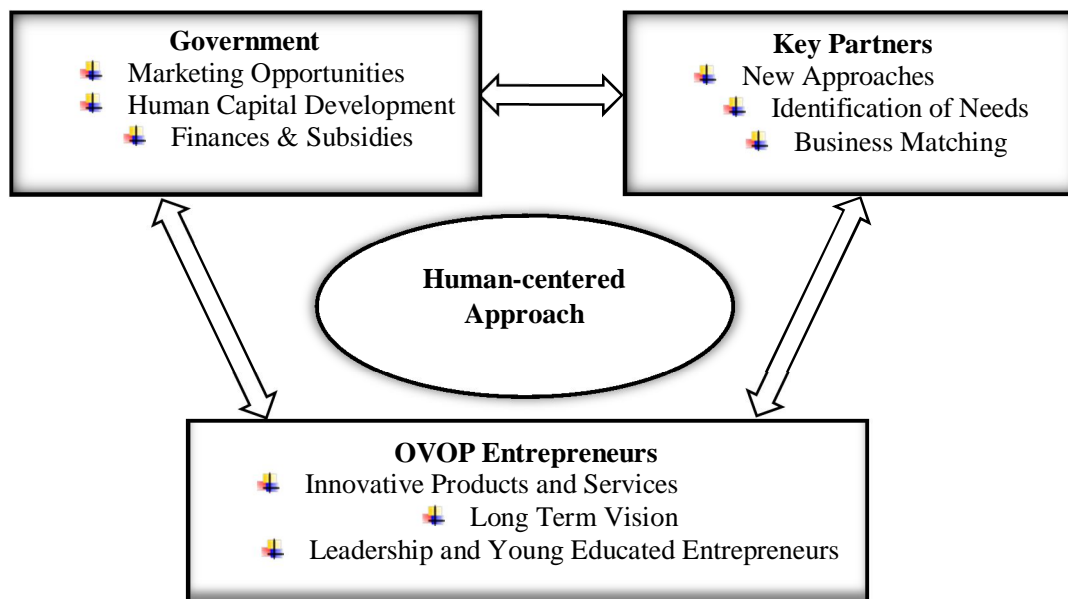 Government
Marketing Opportunities
Human Capital Development
Finances & Subsidies
Key Partners
New Approaches
Identification of Needs
Business Matching
Human-centered
Approach
OVOP Entrepreneurs
Innovative Products and Services
Long Term Vision
Leadership and Young Educated Entrepreneurs